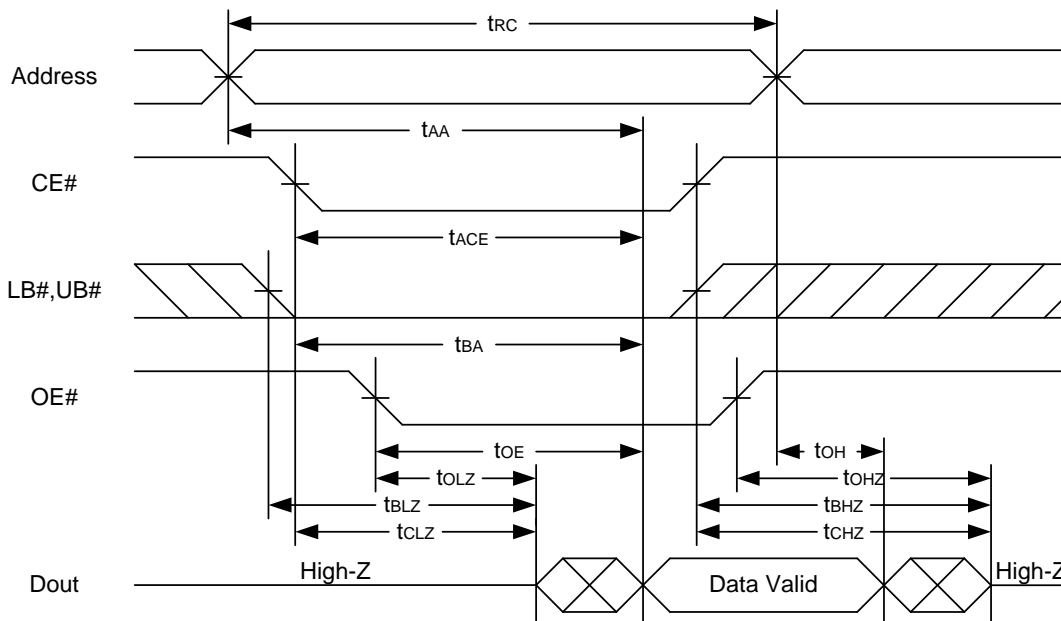 tRC
Address
tAA
CE#
tACE
LB#,UB#
tBA
OE#
tOE
tOH
tOLZ
tOHZ
tBLZ
tBHZ
tCLZ
tCHZ
Dout
High-Z
Data Valid
High-Z